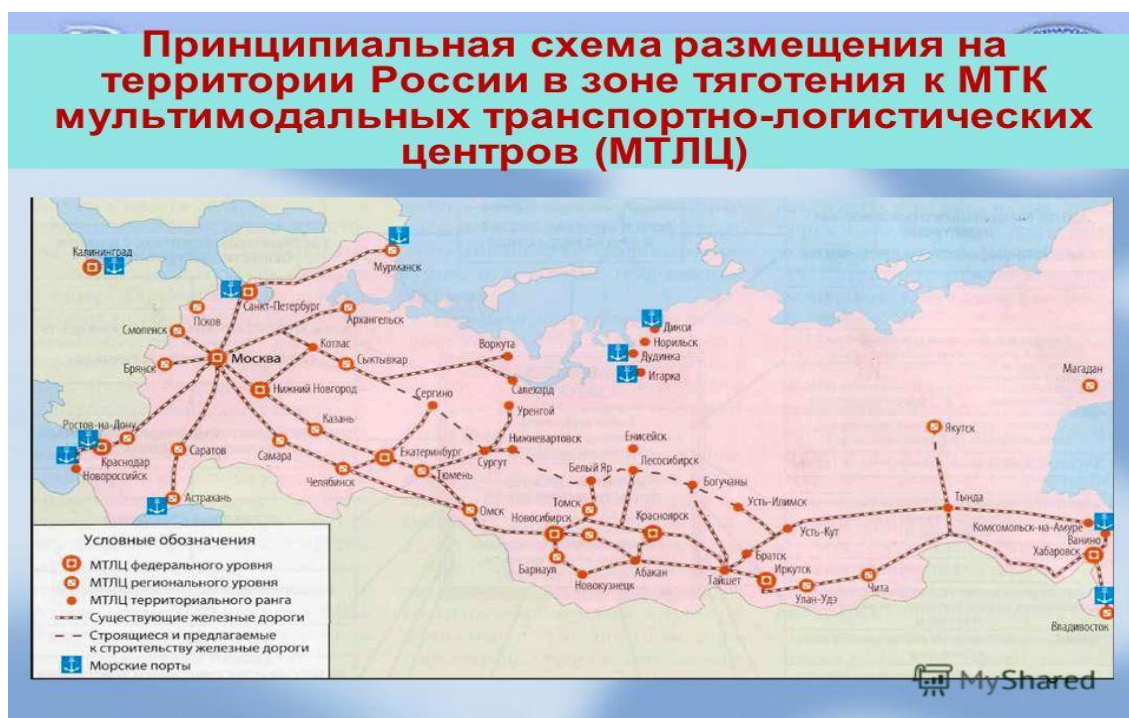 Принципиальная схема размещения на
территории России в зоне тяготения к МТК
мультимодальных транспортно-логистических
центров (МТЛЦ)
Калининград
Мурманск
Санкт-Петербург
Псков
Архангельск
Смоленск
Котлас
Воркута
Дикси
Норильск
Дудинка
Игарка
Москва
Сыктывкар
Брянск
Магадан
Нижний Новгород
Сергино
Салехард
Уренгой
Казань
Ростов-на-Дону
Якутск
Нижневартовск
Енисейск
Краснодар
Новороссийск
Саратов
Самара
Екатеринбург
Сургут
Лесосибирск
Белый Яр
Тюмень
Челябинск
Богучаны
Астрахань
Томск
Усть-Илимск
Тында
Омск
Новосибирск
Красноярск
Усть-Кут
Комсомольск-на-Амуре
Ванино
Хабаровск
Братск
Барнаул
Новокузнецк
Абакан
Тайшет
Иркутск
Улан-Удэ
Чита
Владивосток
Условные обозначения
МТЛЦ федерального уровня
МТЛЦ регионального уровня
МТЛЦ территориального ранга
Существующие железные дороги
Строящиеся и предлагаемые
к строительству железные дороги
Морские порты
MyShared